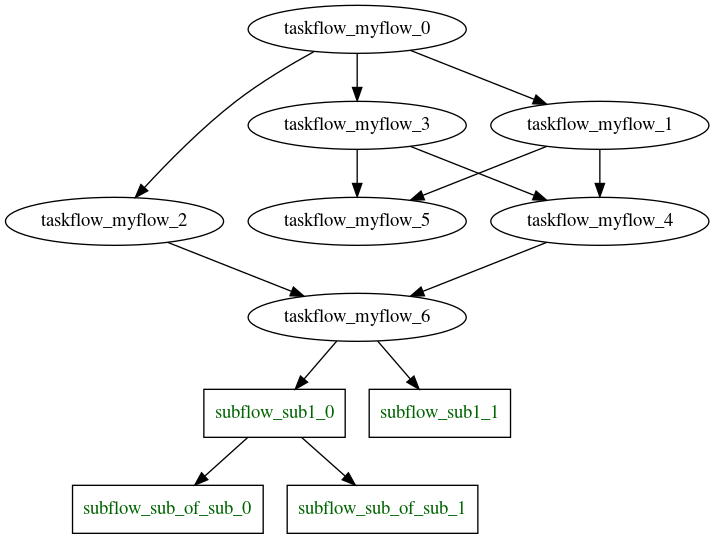 taskflow_myflow_0
taskflow_myflow_3
taskflow_myflow_1
taskflow_myflow_2
taskflow_myflow_5
taskflow_myflow_4
taskflow_myflow_6
subflow_sub1_0
subflow_sub1_1
subflow_sub_of_sub_0
subflow_sub_of_sub_1